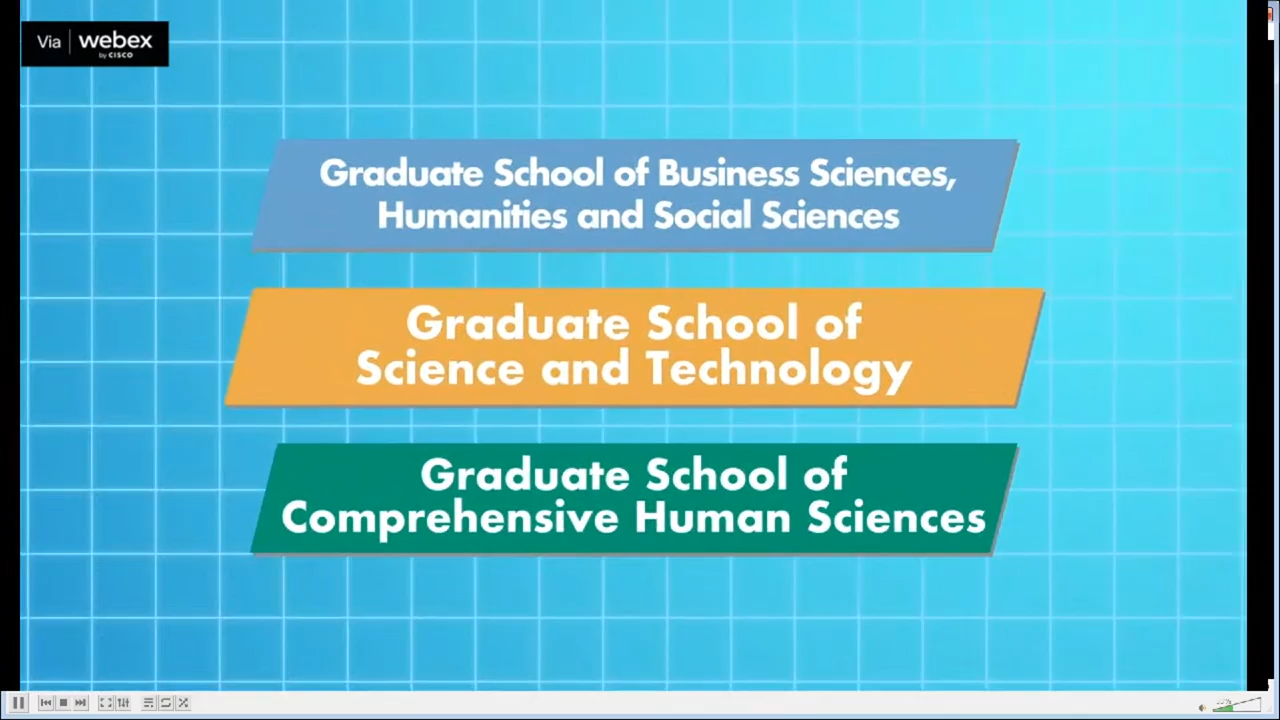 Via webex
by CISCO
Graduate School of Business Sciences,
Humanities and Social Sciences
Graduate School of
Science and Technology
Graduate School of
Comprehensive Human Sciences